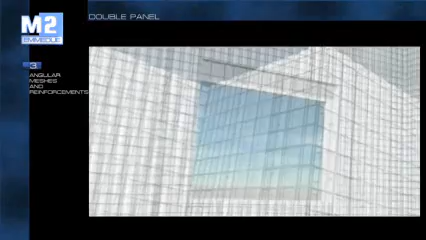 M2
EMMEDUE
DOUBLE PANEL
3
ANGULAR
MESHES
AND
REINFORCEMENTS